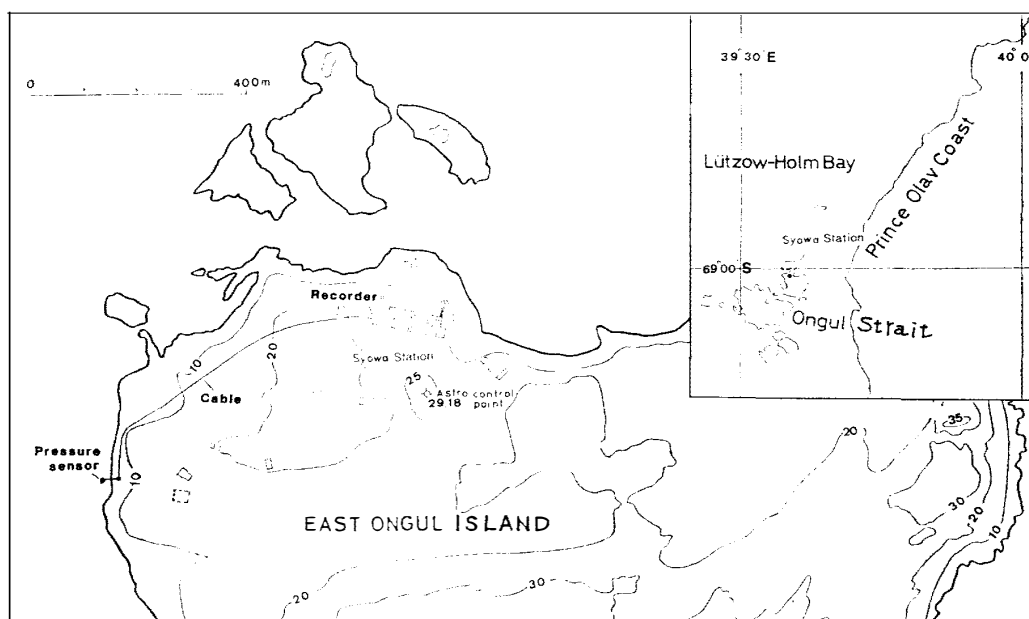 0 400m
39°30'E 40°0
Lützow-Holm Bay
Prince Olav Coast
Syowa Station
69°00 S
Ongul Strait
Recorder
10
20
Syowa Station
25
Astro control
29.18 point
Cable
Pressure
sensor
10
EAST ONGUL ISLAND
20
30
20
35
30
20
10